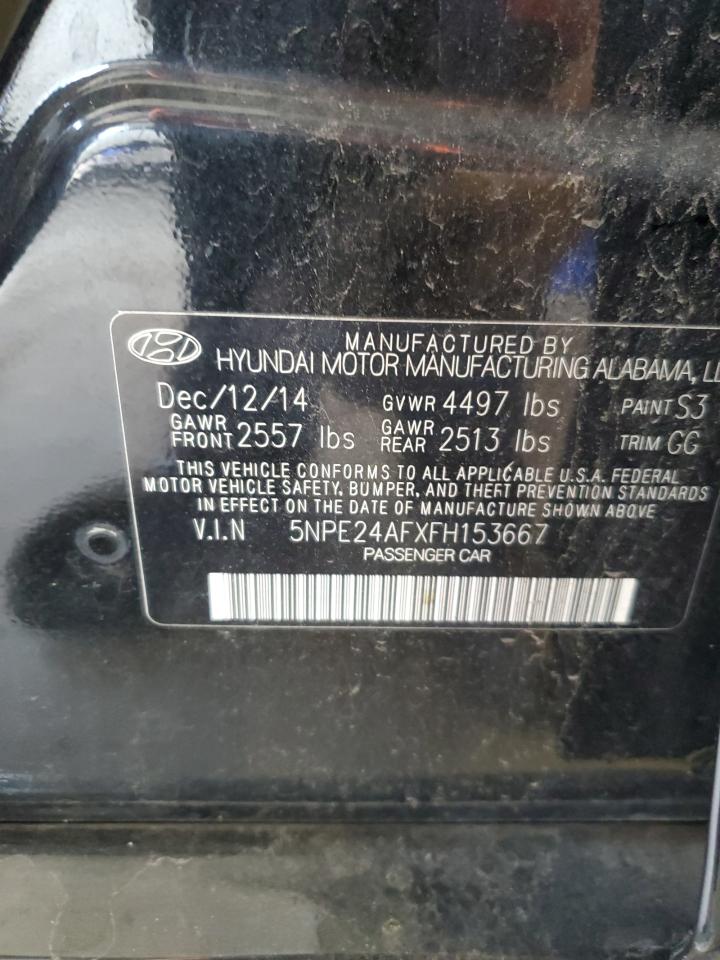 MANUFACTURED BY
HYUNDAI MOTOR MANUFACTURING ALABAMA,
Dec/12/14 GVWR 4497 lbs PAINT S3
GAWR FRONT 2557 lbs GAWR REAR 2513 lbs TRIM GG
THIS VEHICLE CONFORMS TO ALL APPLICABLE U.S.A. FEDERAL
MOTOR VEHICLE SAFETY, BUMPER, AND THEFT PREVENTION STANDARDS
IN EFFECT ON THE DATE OF MANUFACTURE SHOWN ABOVE
V.I.N 5NPE24AFXFH153667
PASSENGER CAR